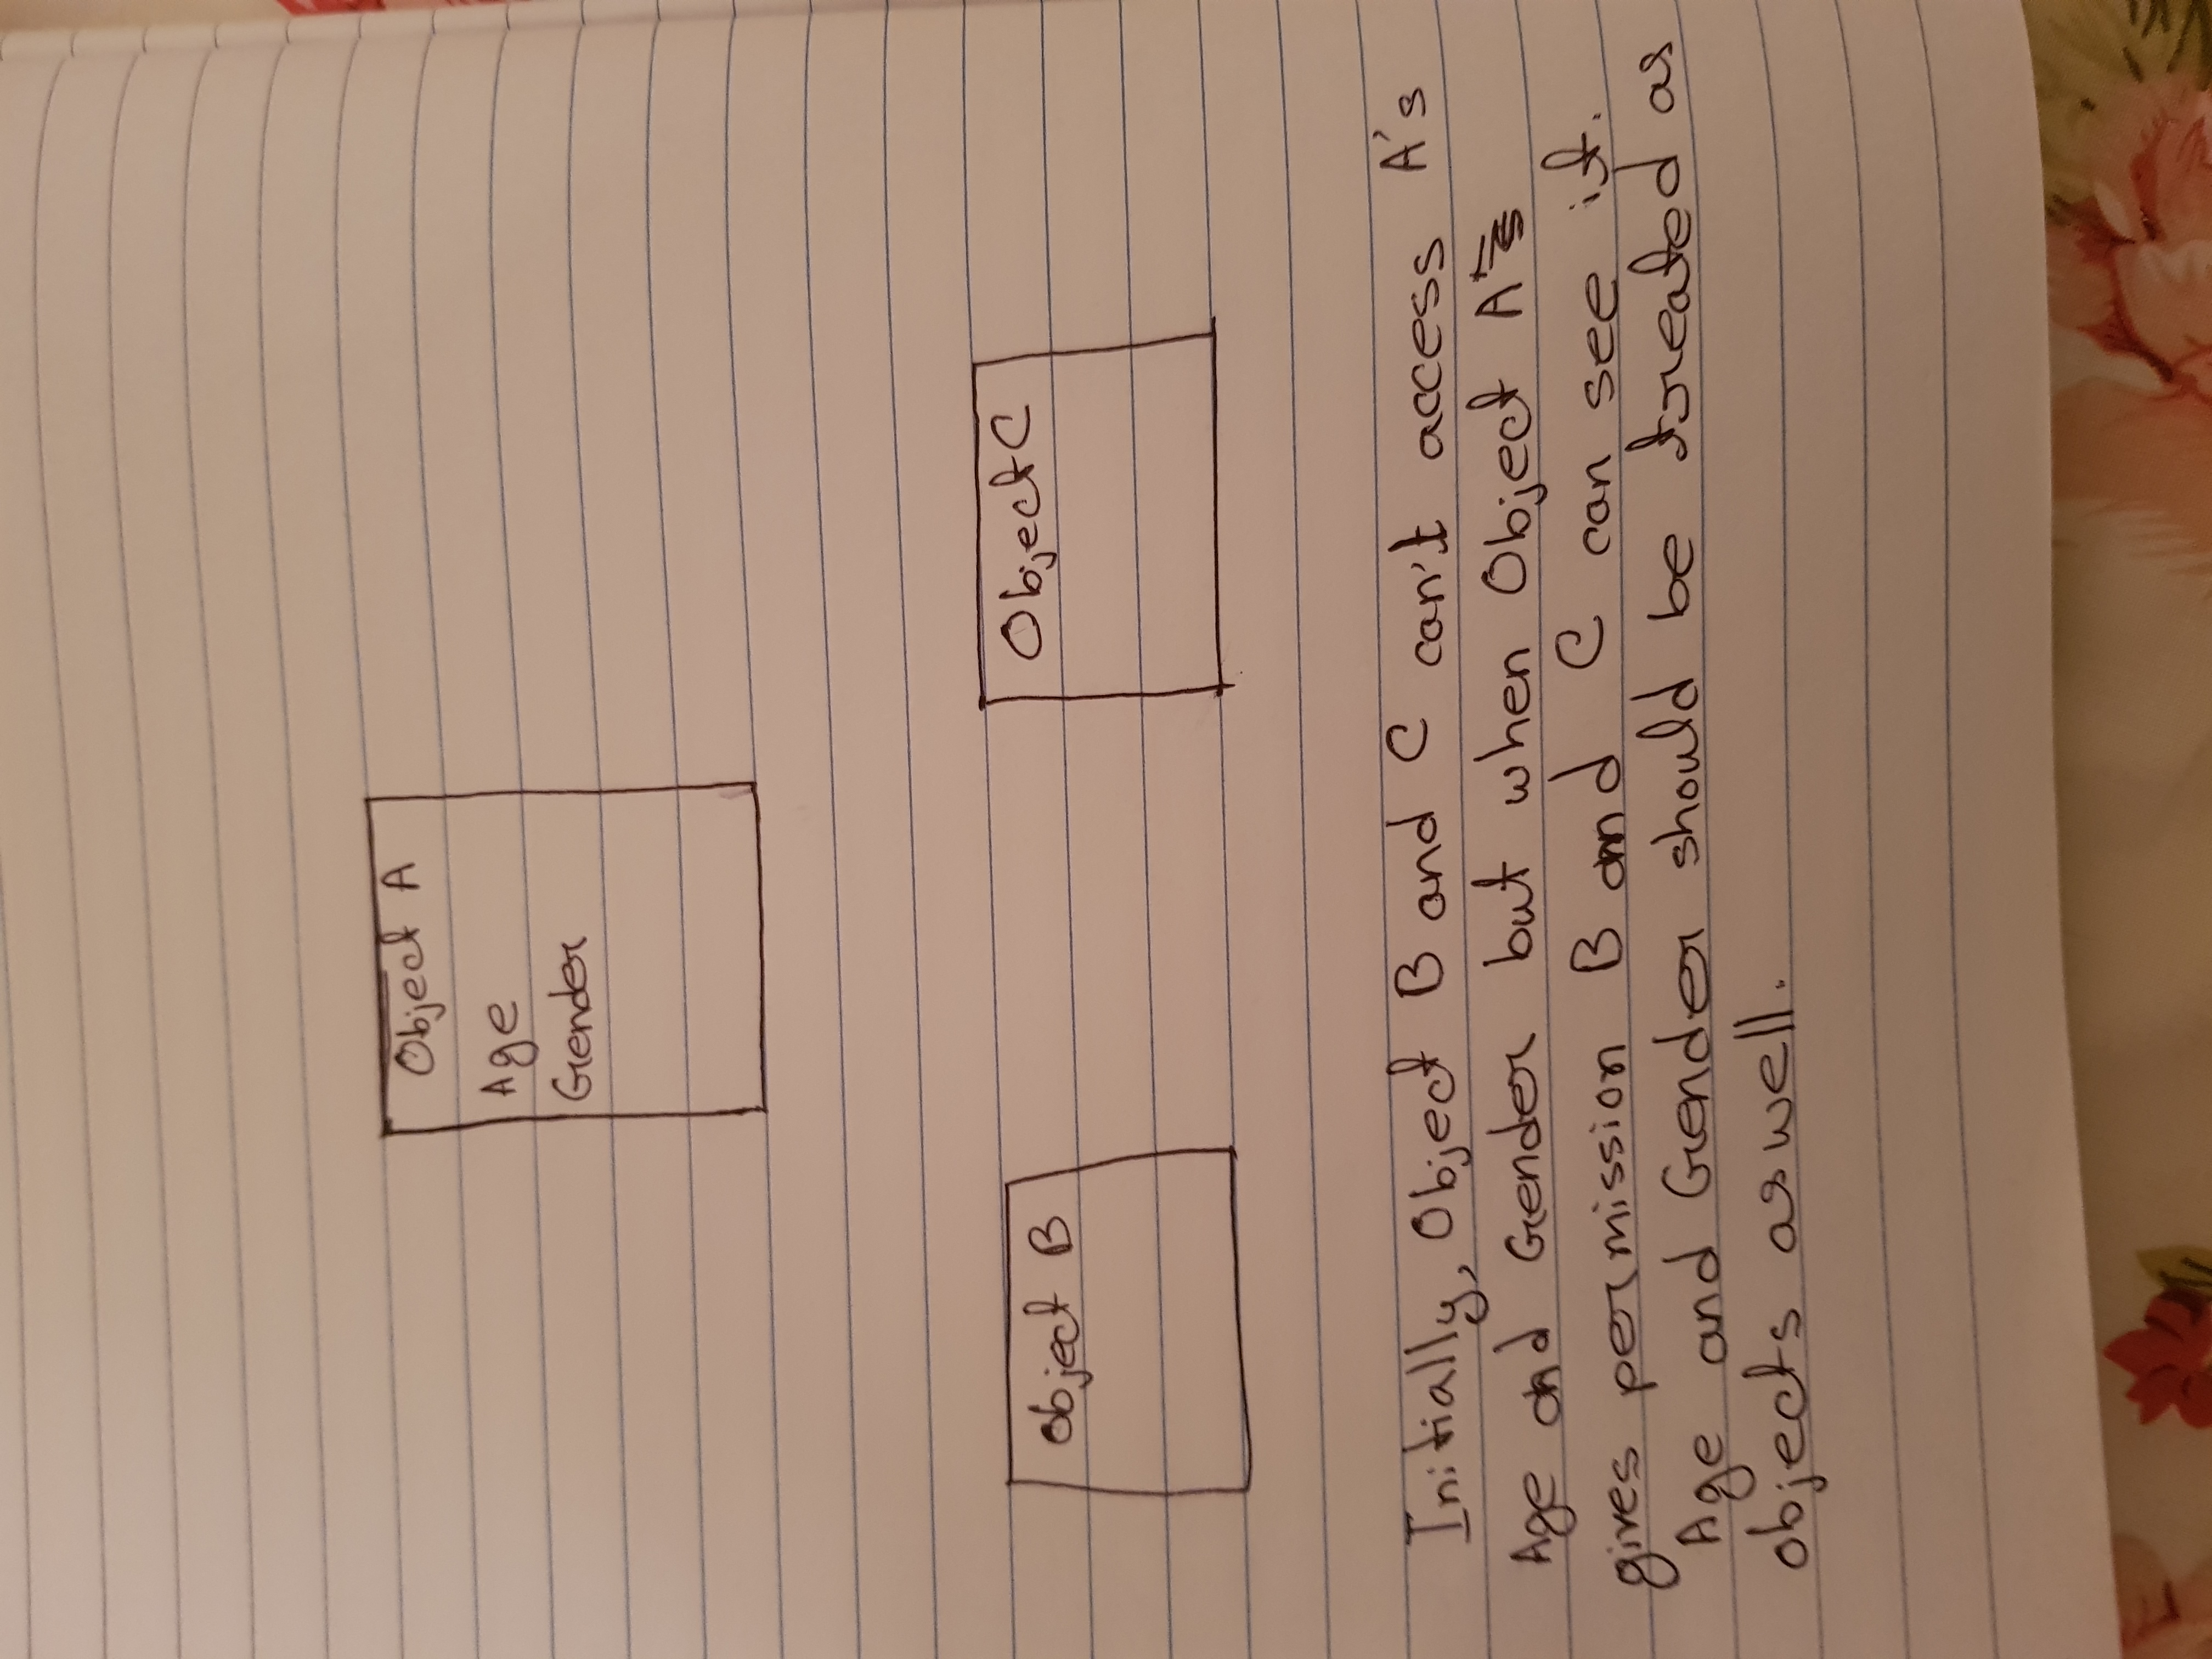 Object A
Age
Gender
Object B
Object C
Initially, Object B and C can't access A's
Age and Gender but when Object A
gives permission B and C can see it.
Age and Gender should be treated as
objects as well.